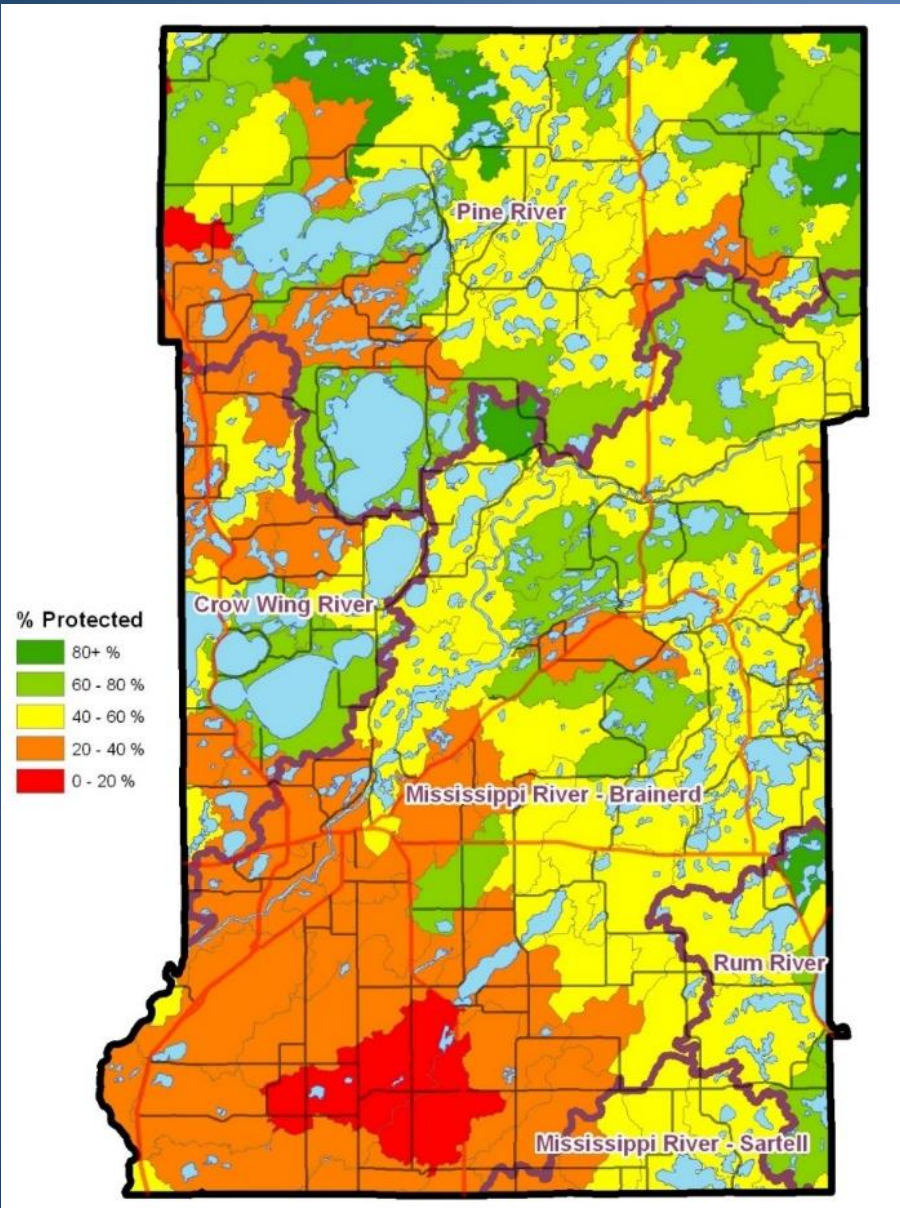 Pine River
Crow Wing River
% Protected
80+ %
60 - 80 %
40 - 60 %
20 - 40 %
0 - 20 %
Mississippi River - Brainerd
Rum River
Mississippi River - Sartell